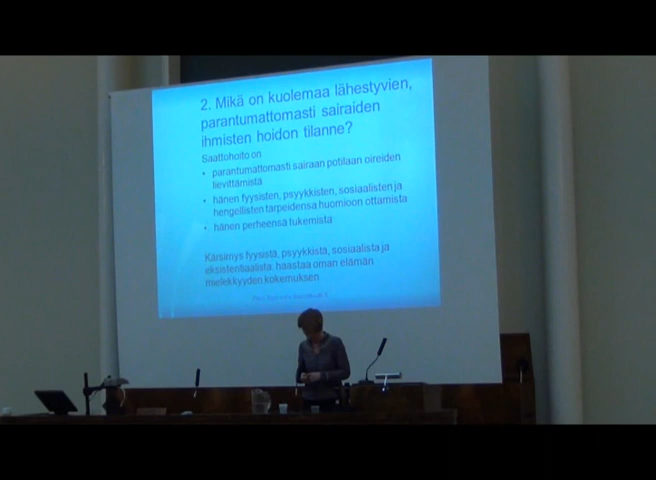 2. Mikä on kuolemaa lähestyvien,
parantumattomasti sairaiden
ihmisten hoidon tilanne?
Saattohoito on
• parantumattomasti sairaan potilaan oireiden
lievittämistä
• hänen fyysisten, psyykkisten, sosiaalisten ja
hengellisten tarpeidensa huomioon ottamista
• hänen perheensä tukemista
Kärsimys fyysistä, psyykkistä, sosiaalista ja
eksistentiaalista: haastaa oman elämän
mielekkyyden kokemuksen